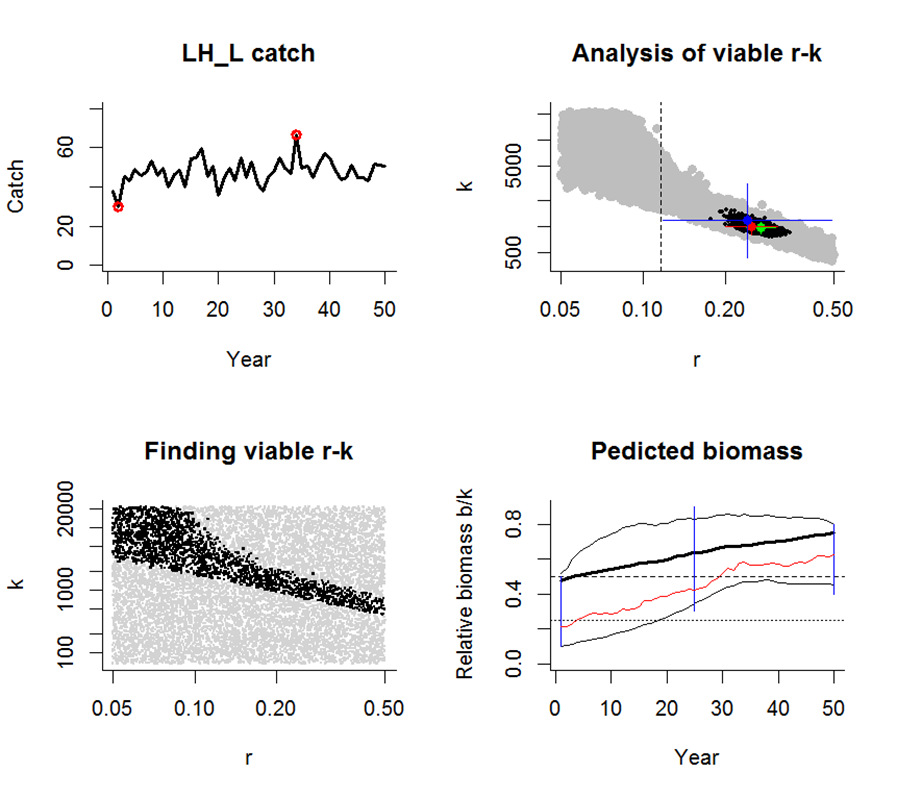 LH_L catch
Catch
60
20
0
0 10 20 30 40 50
Year
Analysis of viable r-k
k
5000
500
0.05 0.10 0.20 0.50
r
Finding viable r-k
k
20000
1000
100
0.05 0.10 0.20 0.50
r
Pedicted biomass
Relative biomass b/k
0.8
0.4
0.0
0 10 20 30 40 50
Year